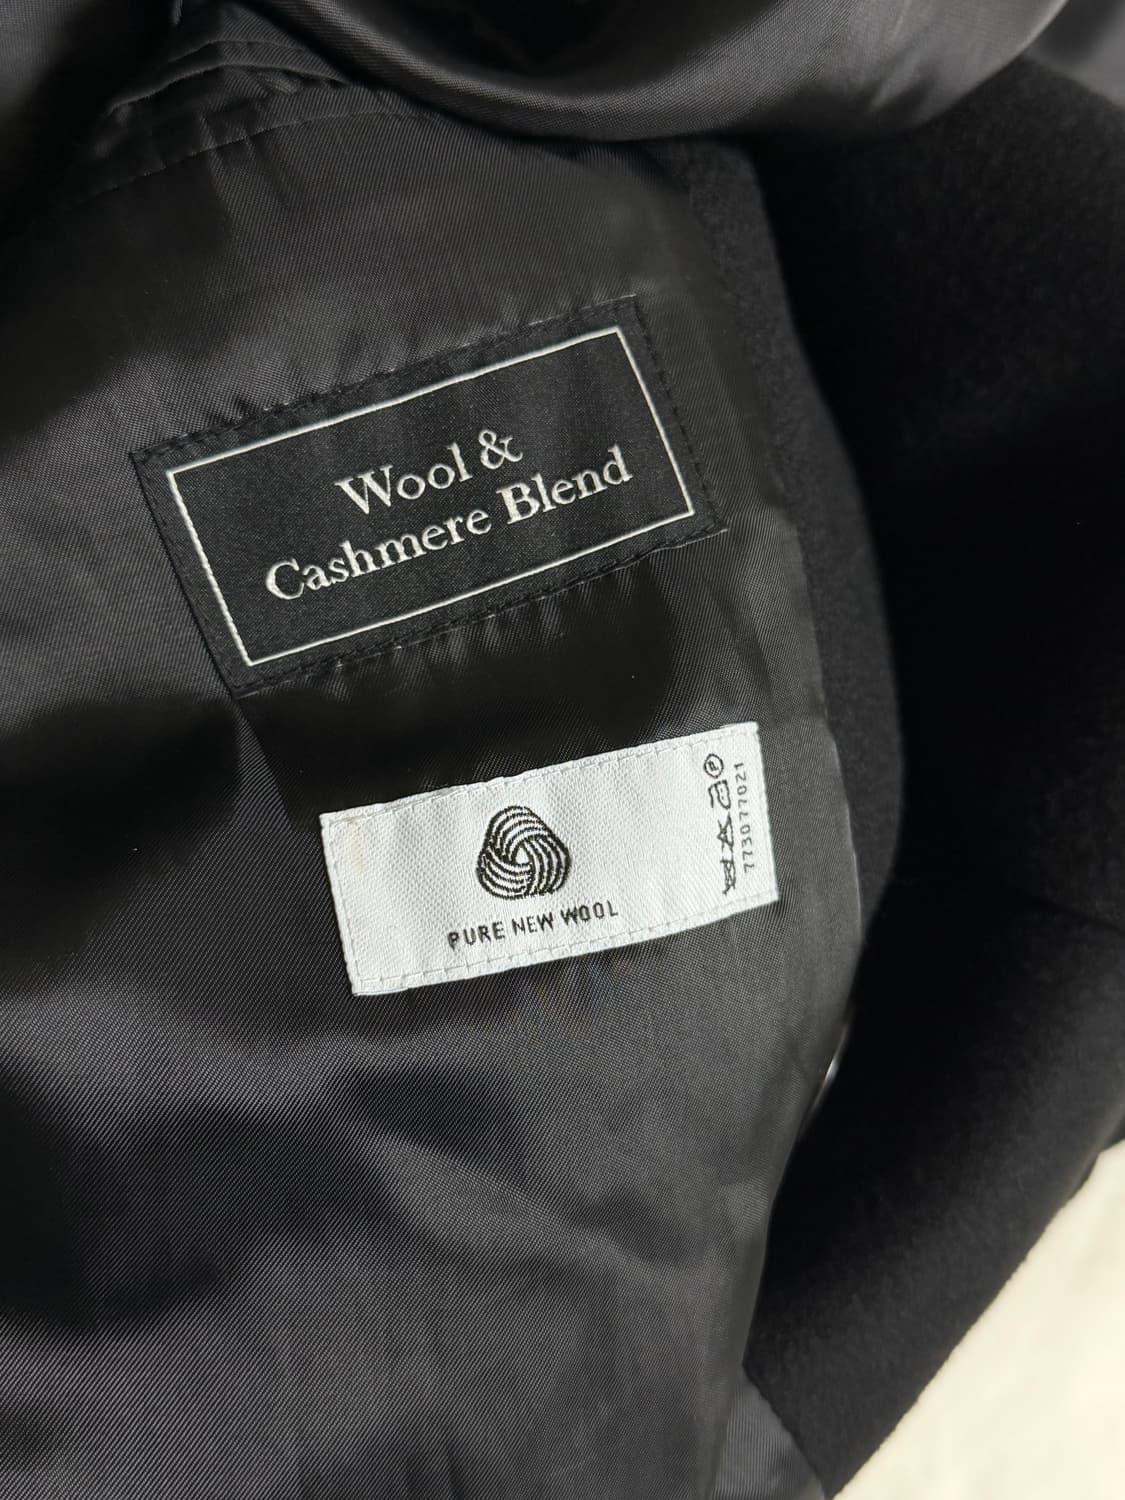 Wool &
Cashmere Blend
PURE NEW WOOL
773077021
P